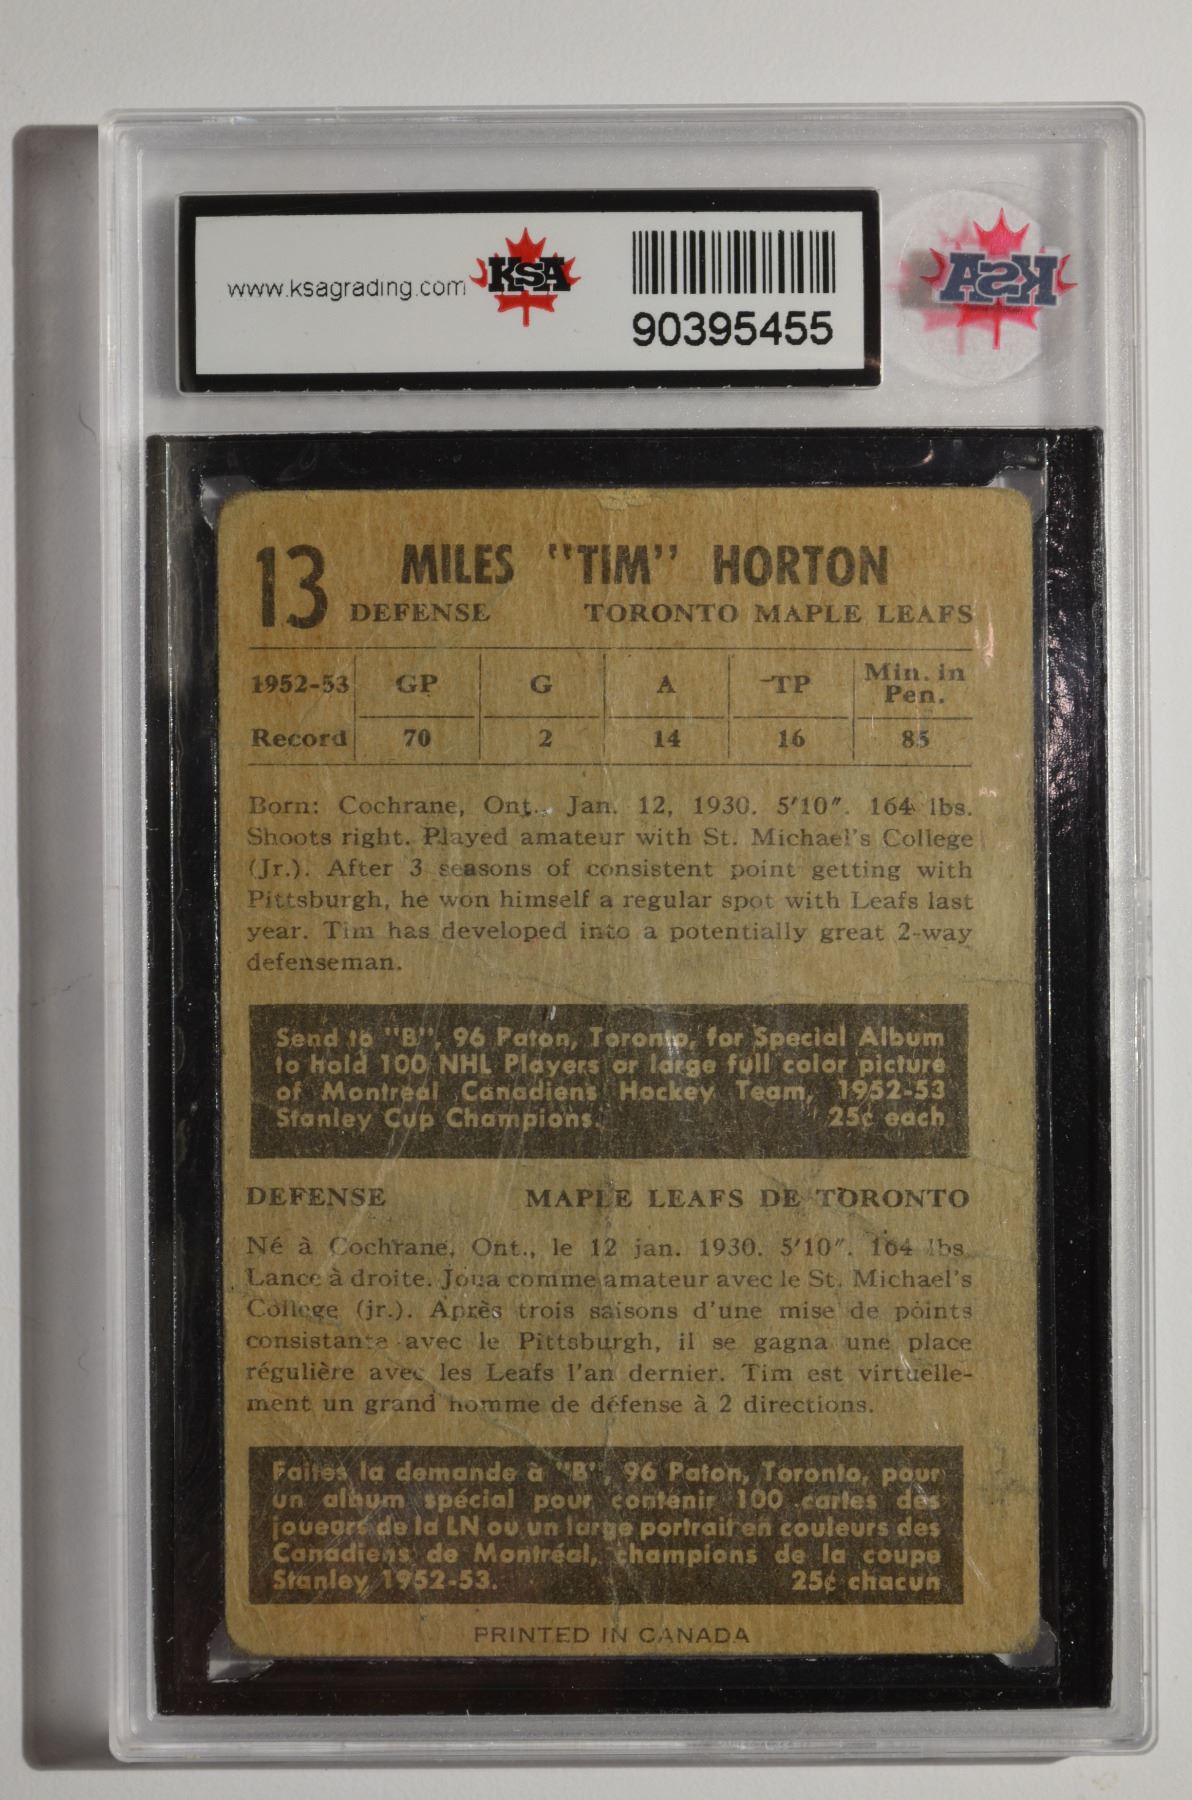 www.ksagrading.com KSA
90395455
KSA
13 MILES "TIM" HORTON
DEFENSE TORONTO MAPLE LEAFS
1952-53 GP G A TP Min. in Pen.
Record 70 2 14 16 85
Born: Cochrane, Ont., Jan. 12, 1930. 5'10". 164 lbs.
Shoots right. Played amateur with St. Michael's College
(Jr.). After 3 seasons of consistent point getting with
Pittsburgh, he won himself a regular spot with Leafs last
year. Tim has developed into a potentially great 2-way
defenseman.
Send to "B", 96 Paton, Toronto, for Special Album
to hold 100 NHL Players or large full color picture
of Montreal Canadiens Hockey Team, 1952-53
Stanley Cup Champions. 25¢ each
DEFENSE MAPLE LEAFS DE TORONTO
Né à Cochrane, Ont., le 12 jan. 1930. 5'10". 164 lbs
Lance à droite. Joua comme amateur avec le St. Michael's
College (jr.). Après trois saisons d'une mise de points
consistante avec le Pittsburgh, il se gagna une place
régulière avec les Leafs l'an dernier. Tim est virtuelle-
ment un grand homme de défense à 2 directions.
Faites la demande à "B", 96 Paton, Toronto, pour
un album spécial pour contenir 100 cartes des
joueurs de la LN ou un large portrait en couleurs des
Canadiens de Montréal, champions de la coupe
Stanley 1952-53. 25¢ chacun
PRINTED IN CANADA